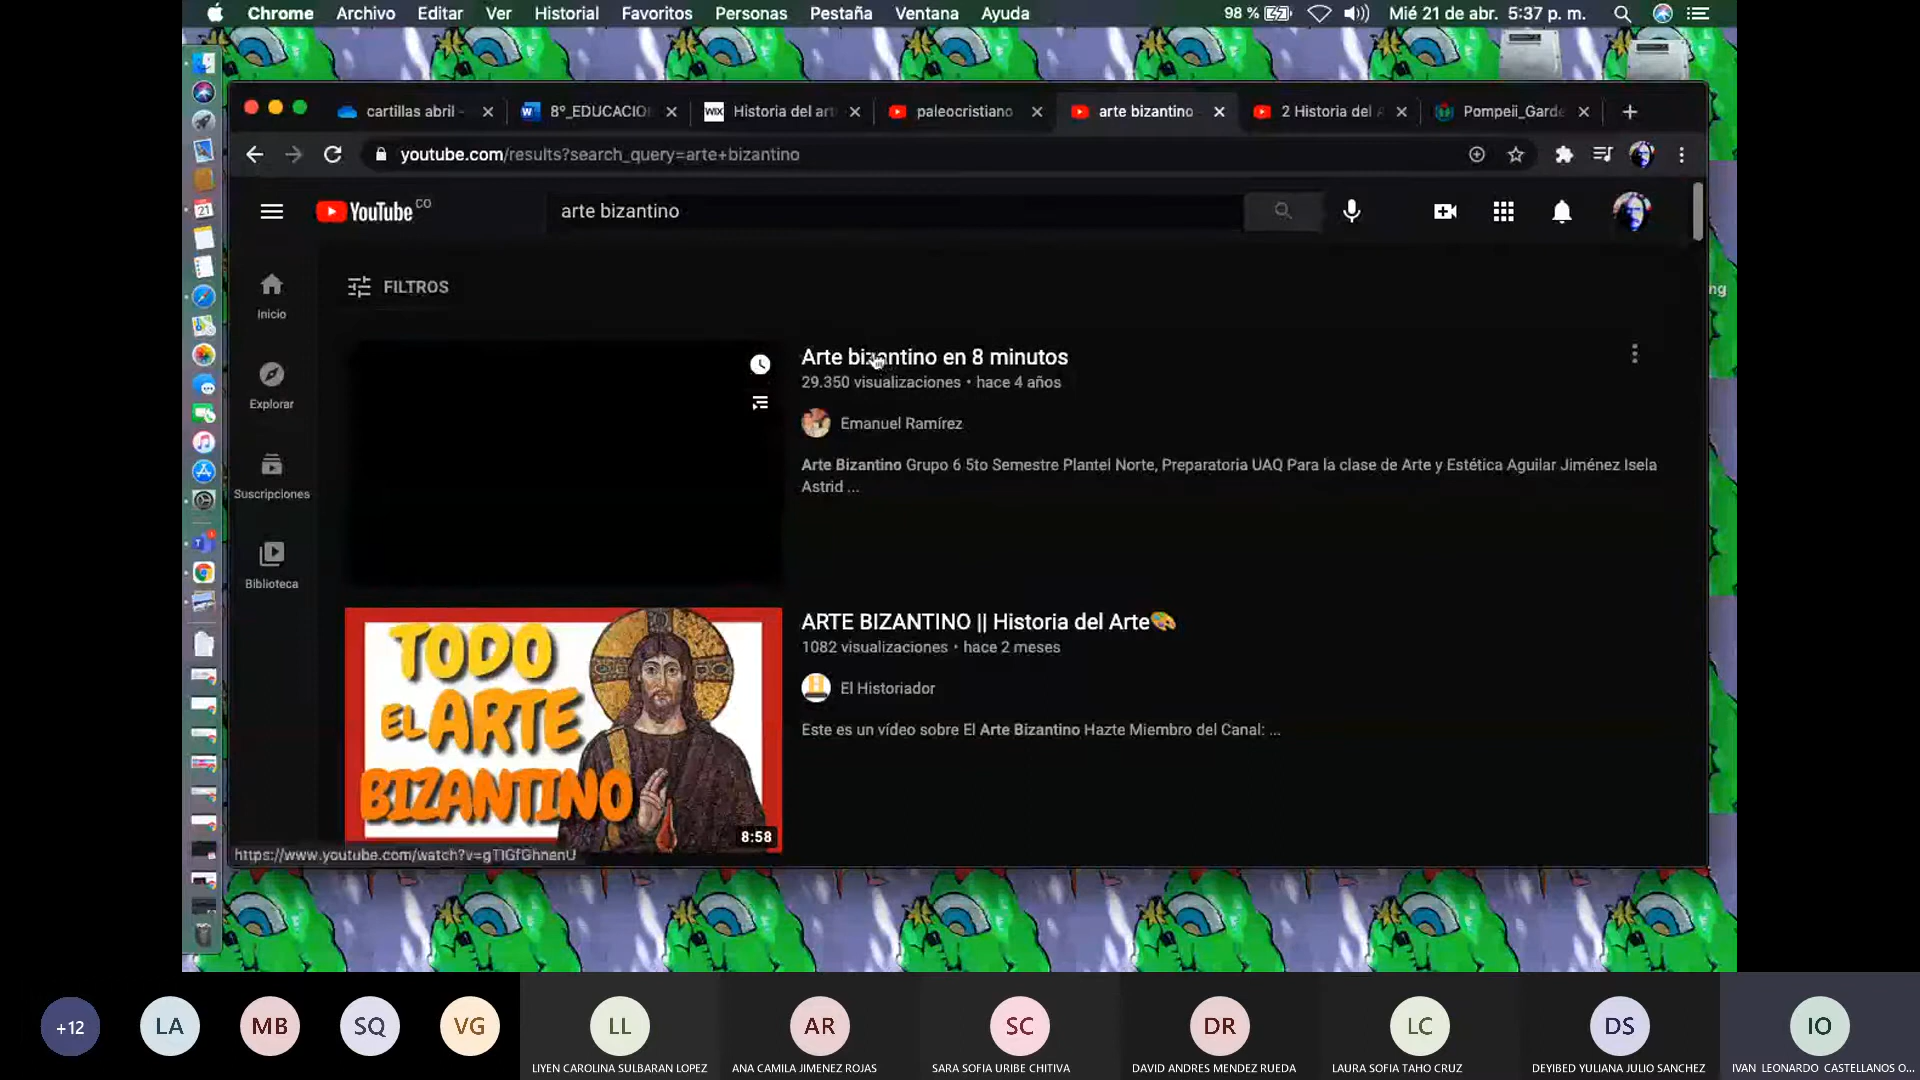 Chrome Archivo Editar Ver Historial Favoritos Personas Pestaña Ventana Ayuda 98 % Mié 21 de abr. 5:37 p. m.
cartillas abril - 8º_EDUCACIO Historia del art paleocristiano arte bizantino - 2 Historia del A Pompeii_Garde
youtube.com/results?search_query=arte+bizantino
YouTube CO
arte bizantino
FILTROS
Inicio
Explorar
Suscripciones
Biblioteca
ng
Arte bizantino en 8 minutos
29.350 visualizaciones • hace 4 años
Emanuel Ramírez
Arte Bizantino Grupo 6 5to Semestre Plantel Norte, Preparatoria UAQ Para la clase de Arte y Estética Aguilar Jiménez Isela
Astrid ...
TODO
EL ARTE
BIZANTINO
8:58
ARTE BIZANTINO || Historia del Arte🎨
1082 visualizaciones • hace 2 meses
El Historiador
Este es un vídeo sobre El Arte Bizantino Hazte Miembro del Canal: ...
https://www.youtube.com/watch?v=gTIGfGhnenU
+12 LA MB SQ VG LL AR SC DR LC DS IO
LIYEN CAROLINA SULBARAN LOPEZ ANA CAMILA JIMENEZ ROJAS SARA SOFIA URIBE CHITIVA DAVID ANDRES MENDEZ RUEDA LAURA SOFIA TAHO CRUZ DEYIBED YULIANA JULIO SANCHEZ IVAN LEONARDO CASTELLANOS O...